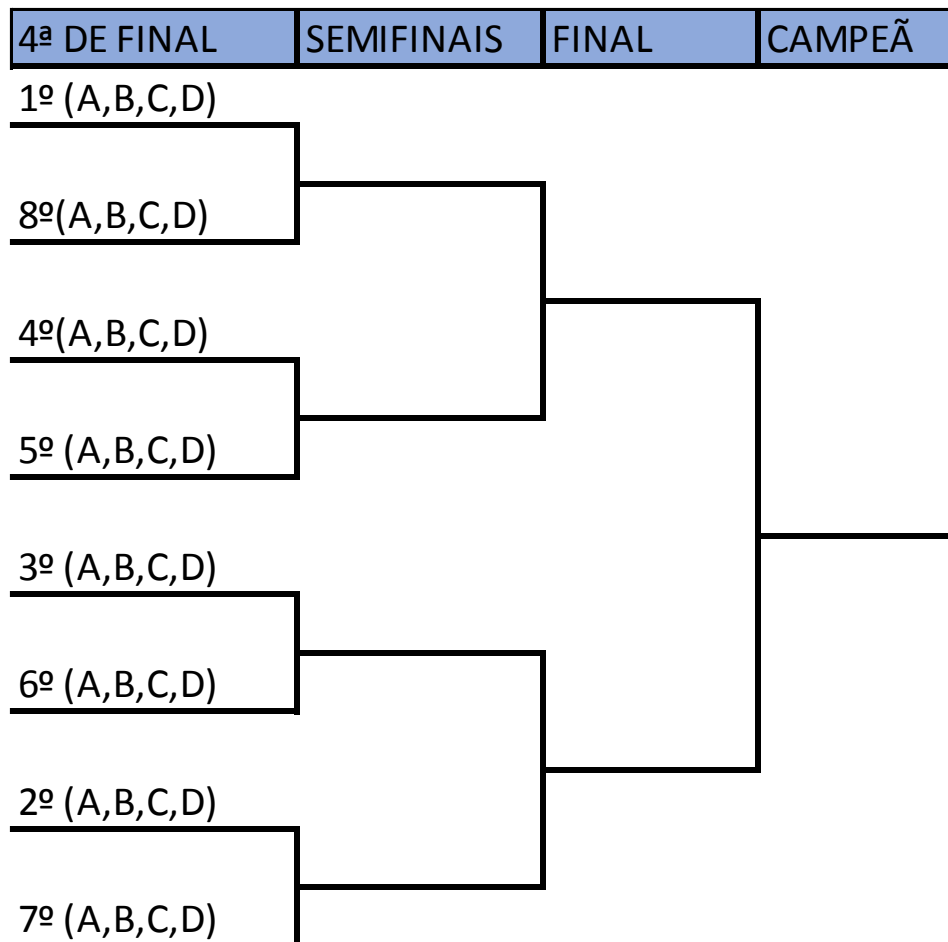 4ª DE FINAL SEMIFINAIS FINAL CAMPEÃ
1º (A,B,C,D)
8º(A,B,C,D)
4º(A,B,C,D)
5º (A,B,C,D)
3º (A,B,C,D)
6º (A,B,C,D)
2º (A,B,C,D)
7º (A,B,C,D)